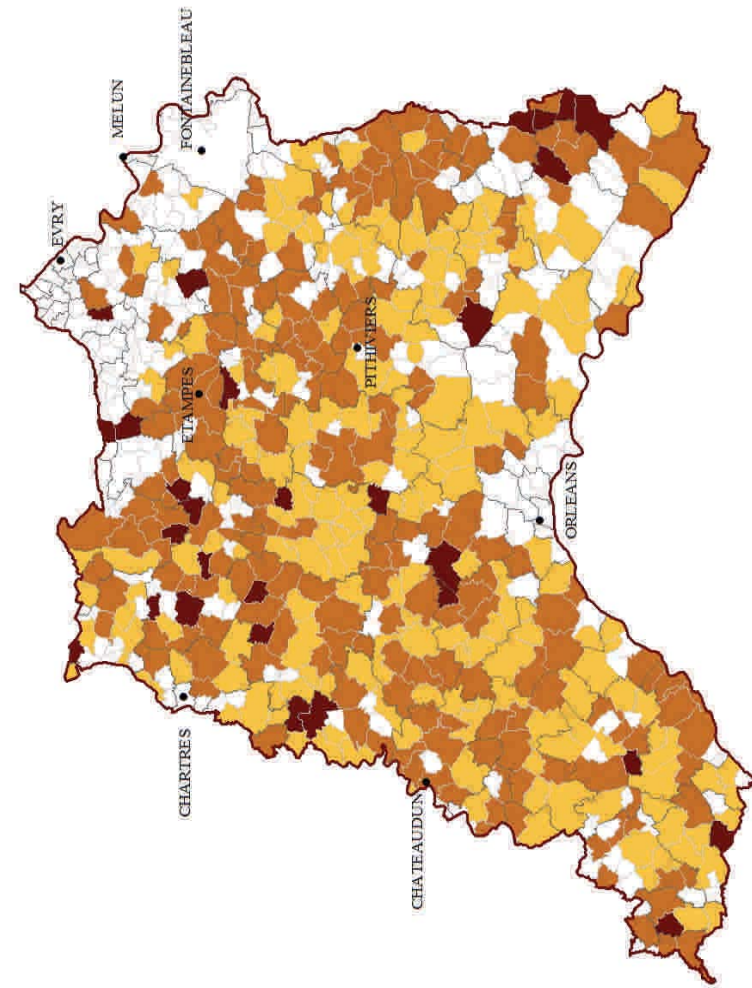 EVRY
MELUN
FONTAINEBLEAU
ETAMPES
CHARTRES
PITHIVIERS
CHATEAUDUN
ORLEANS